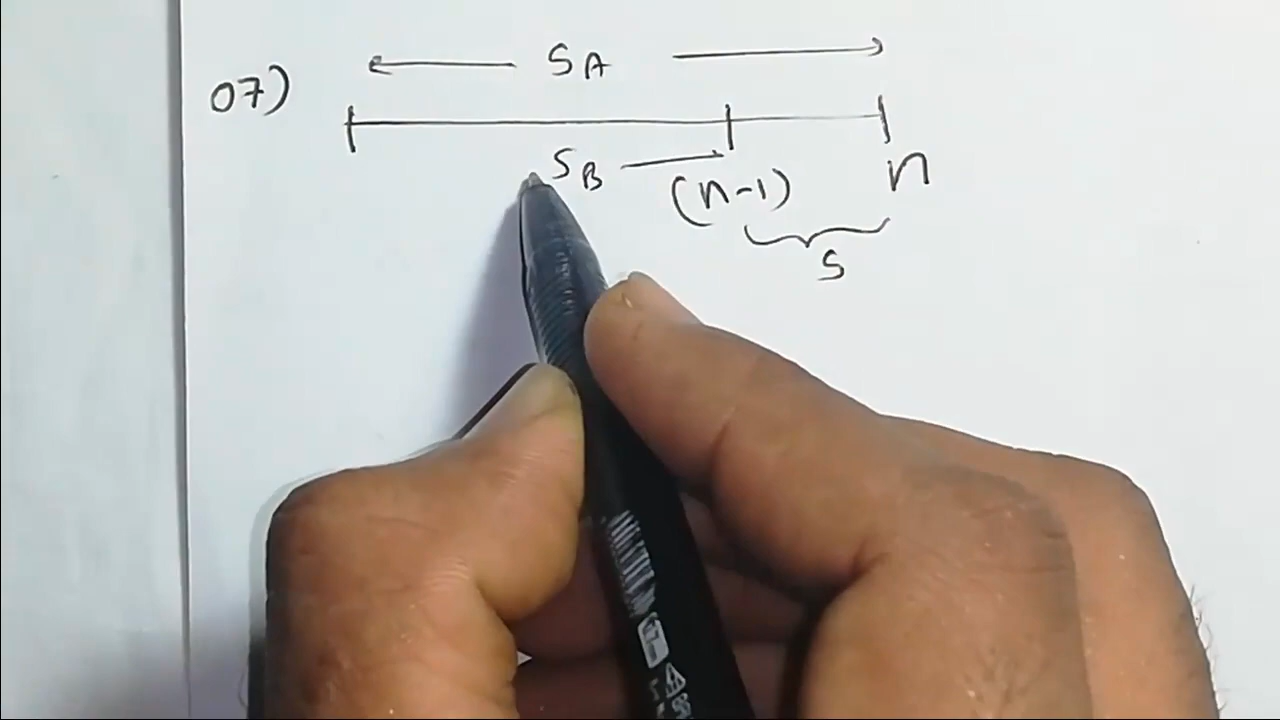 07)
← SA →
SB → (n-1) n
S